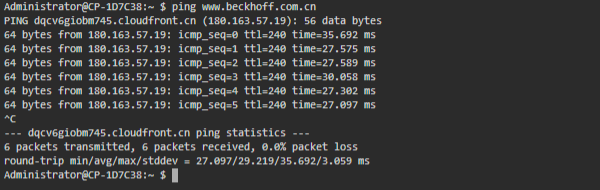 Administrator@CP-1D7C38:~ $ ping www.beckhoff.com.cn
PING dqcv6giobm745.cloudfront.cn (180.163.57.19): 56 data bytes
64 bytes from 180.163.57.19: icmp_seq=0 ttl=240 time=35.692 ms
64 bytes from 180.163.57.19: icmp_seq=1 ttl=240 time=27.575 ms
64 bytes from 180.163.57.19: icmp_seq=2 ttl=240 time=27.589 ms
64 bytes from 180.163.57.19: icmp_seq=3 ttl=240 time=30.058 ms
64 bytes from 180.163.57.19: icmp_seq=4 ttl=240 time=27.302 ms
64 bytes from 180.163.57.19: icmp_seq=5 ttl=240 time=27.097 ms
^C
--- dqcv6giobm745.cloudfront.cn ping statistics ---
6 packets transmitted, 6 packets received, 0.0% packet loss
round-trip min/avg/max/stddev = 27.097/29.219/35.692/3.059 ms
Administrator@CP-1D7C38:~ $